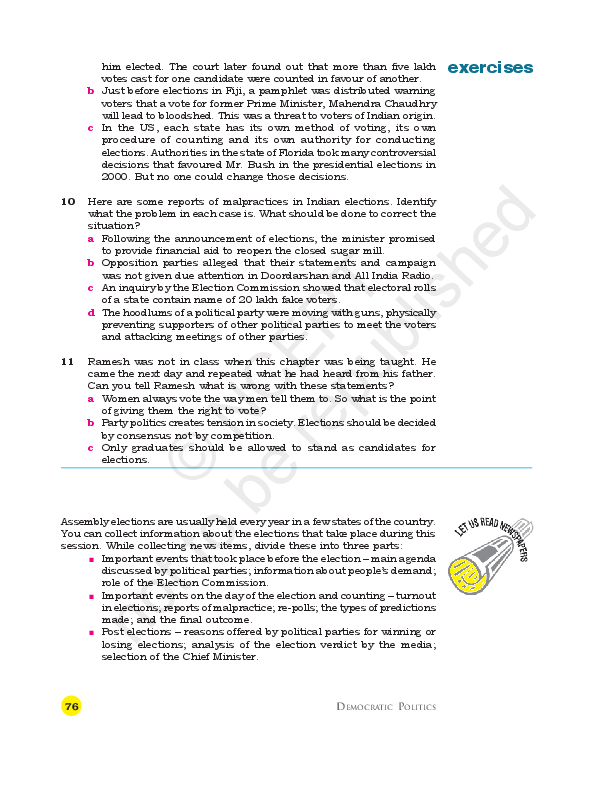 him elected. The court later found out that more than five lakh
votes cast for one candidate were counted in favour of another.
exercises
b Just before elections in Fiji, a pamphlet was distributed warning
voters that a vote for former Prime Minister, Mahendra Chaudhry
will lead to bloodshed. This was a threat to voters of Indian origin.
c In the US, each state has its own method of voting, its own
procedure of counting and its own authority for conducting
elections. Authorities in the state of Florida took many controversial
decisions that favoured Mr. Bush in the presidential elections in
2000. But no one could change those decisions.
10 Here are some reports of malpractices in Indian elections. Identify
what the problem in each case is. What should be done to correct the
situation?
a Following the announcement of elections, the minister promised
to provide financial aid to reopen the closed sugar mill.
b Opposition parties alleged that their statements and campaign
was not given due attention in Doordarshan and All India Radio.
c An inquiry by the Election Commission showed that electoral rolls
of a state contain name of 20 lakh fake voters.
d The hoodlums of a political party were moving with guns, physically
preventing supporters of other political parties to meet the voters
and attacking meetings of other parties.
11 Ramesh was not in class when this chapter was being taught. He
came the next day and repeated what he had heard from his father.
Can you tell Ramesh what is wrong with these statements?
a Women always vote the way men tell them to. So what is the point
of giving them the right to vote?
b Party politics creates tension in society. Elections should be decided
by consensus not by competition.
c Only graduates should be allowed to stand as candidates for
elections.
Assembly elections are usually held every year in a few states of the country.
You can collect information about the elections that take place during this
session. While collecting news items, divide these into three parts:
LET US READ NEWSPAPERS
■ Important events that took place before the election – main agenda
discussed by political parties; information about people's demand;
role of the Election Commission.
■ Important events on the day of the election and counting – turnout
in elections; reports of malpractice; re-polls; the types of predictions
made; and the final outcome.
■ Post elections – reasons offered by political parties for winning or
losing elections; analysis of the election verdict by the media;
selection of the Chief Minister.
76
DEMOCRATIC POLITICS